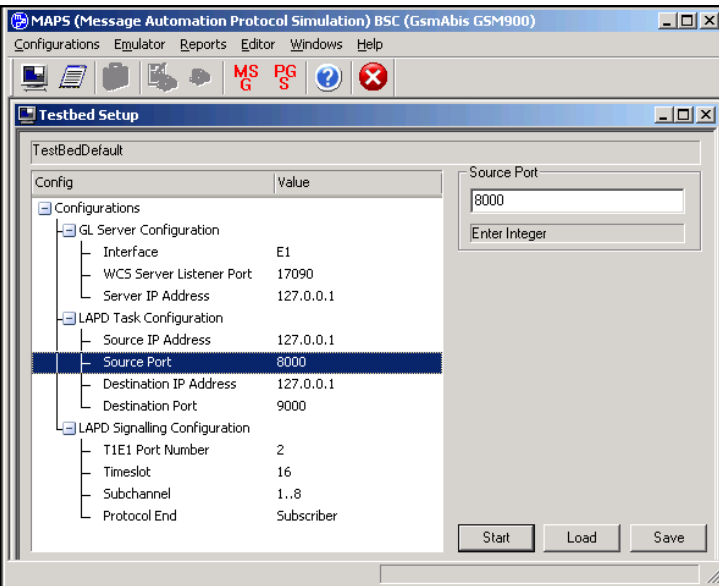 MAPS (Message Automation Protocol Simulation) BSC (GsmAbis GSM900)
Configurations Emulator Reports Editor Windows Help
MS G PG S ?
Testbed Setup
TestBedDefault
Config Value
Configurations
GL Server Configuration
Interface E1
WCS Server Listener Port 17090
Server IP Address 127.0.0.1
LAPD Task Configuration
Source IP Address 127.0.0.1
Source Port 8000
Destination IP Address 127.0.0.1
Destination Port 9000
LAPD Signalling Configuration
T1E1 Port Number 2
Timeslot 16
Subchannel 1..8
Protocol End Subscriber
Source Port
8000
Enter Integer
Start Load Save